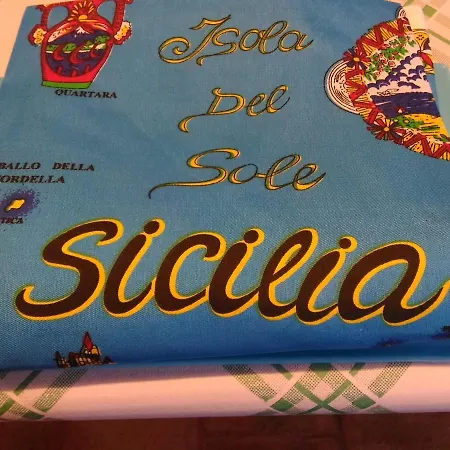 Isola
Del
Sole
QUARTARA
BALLO DELLA
CORDELLA
Sicilia